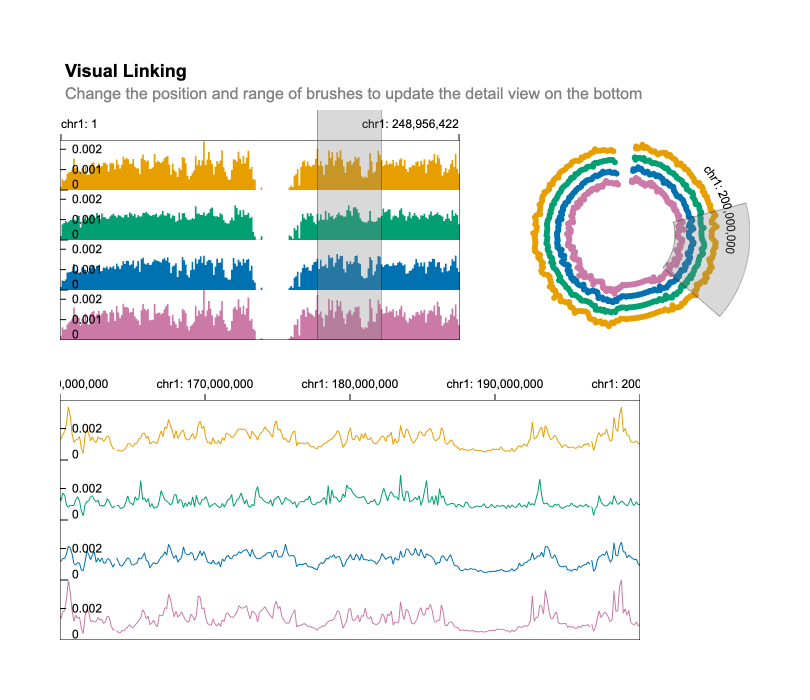 Visual Linking
Change the position and range of brushes to update the detail view on the bottom
chr1: 1
chr1: 248,956,422
0.002
0.001
0
0.002
0.001
0
0.002
0.001
0
0.002
0.001
0
chr1: 200,000,000
0,000,000
chr1: 170,000,000
chr1: 180,000,000
chr1: 190,000,000
chr1: 200
0.002
0
0.002
0
0.002
0
0.002
0